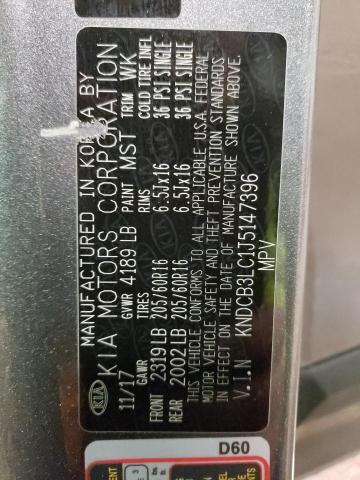 MANUFACTURED IN KOREA BY
KIA KIA MOTORS CORPORATION
11/17 GVWR 4189 LB PAINT MST TRIM WK
GAWR TIRES RIMS COLD TIRE INFL
FRONT 2319LB 205/60R16 6.5Jx16 36 PSI SINGLE
REAR 2002LB 205/60R16 6.5Jx16 36 PSI SINGLE
THIS VEHICLE CONFORMS TO ALL APPLICABLE U.S.A. FEDERAL
MOTOR VEHICLE SAFETY AND THEFT PREVENTION STANDARDS
IN EFFECT ON THE DATE OF MANUFACTURE SHOWN ABOVE.
V.I.N KNDCB3LC1J5147396
MPV
D60